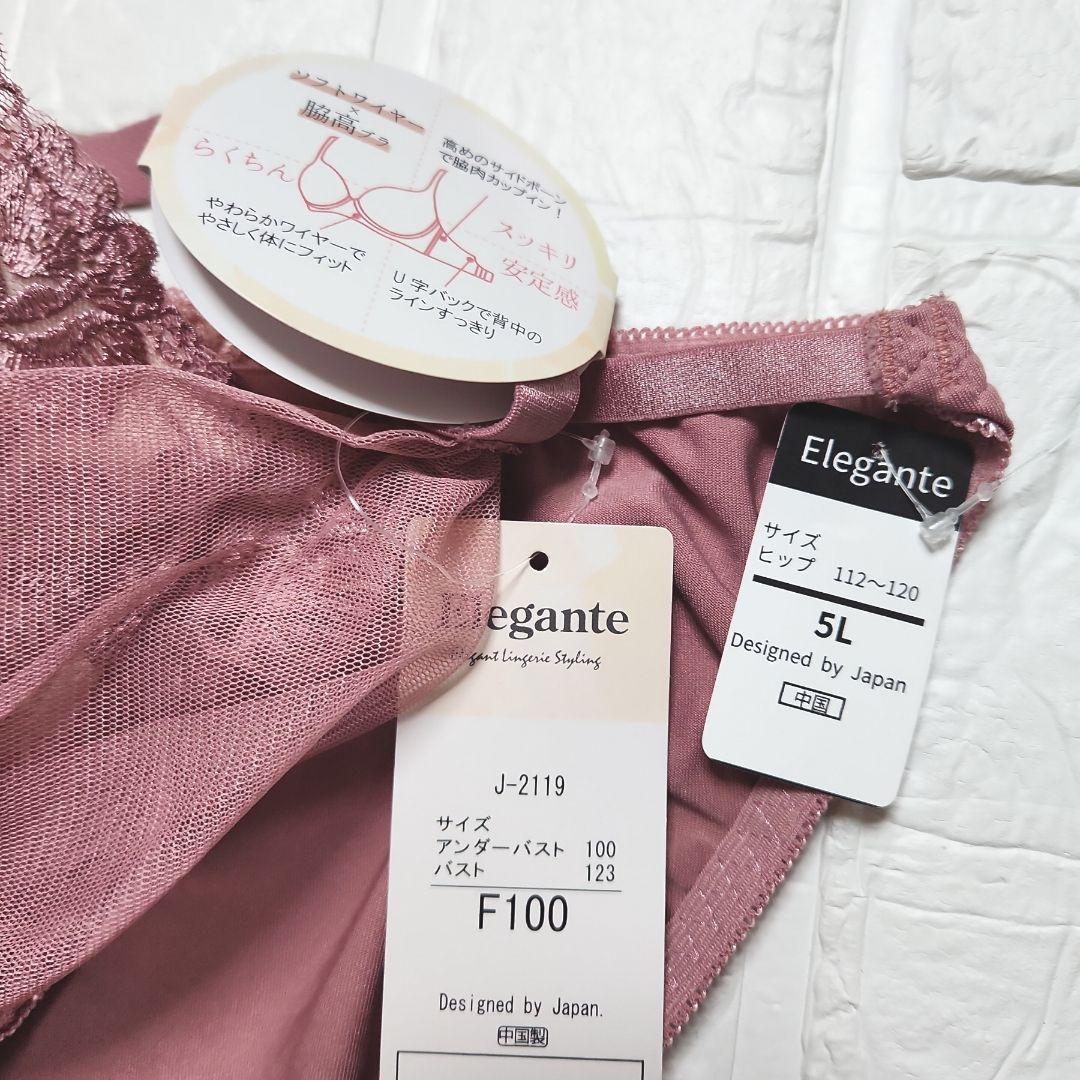 ソフトワイヤー
×
脇高ブラ
らくちん
やわらかワイヤーで
やさしく体にフィット
高めのサイドボーン
で脇肉カップイン!
スッキリ
安定感
U字バックで背中の
ラインすっきり
Elegante
サイズ
ヒップ 112～120
5L
Designed by Japan
中国
Elegante
Elegant Lingerie Styling
J-2119
サイズ
アンダーバスト 100
バスト 123
F100
Designed by Japan.
中国製